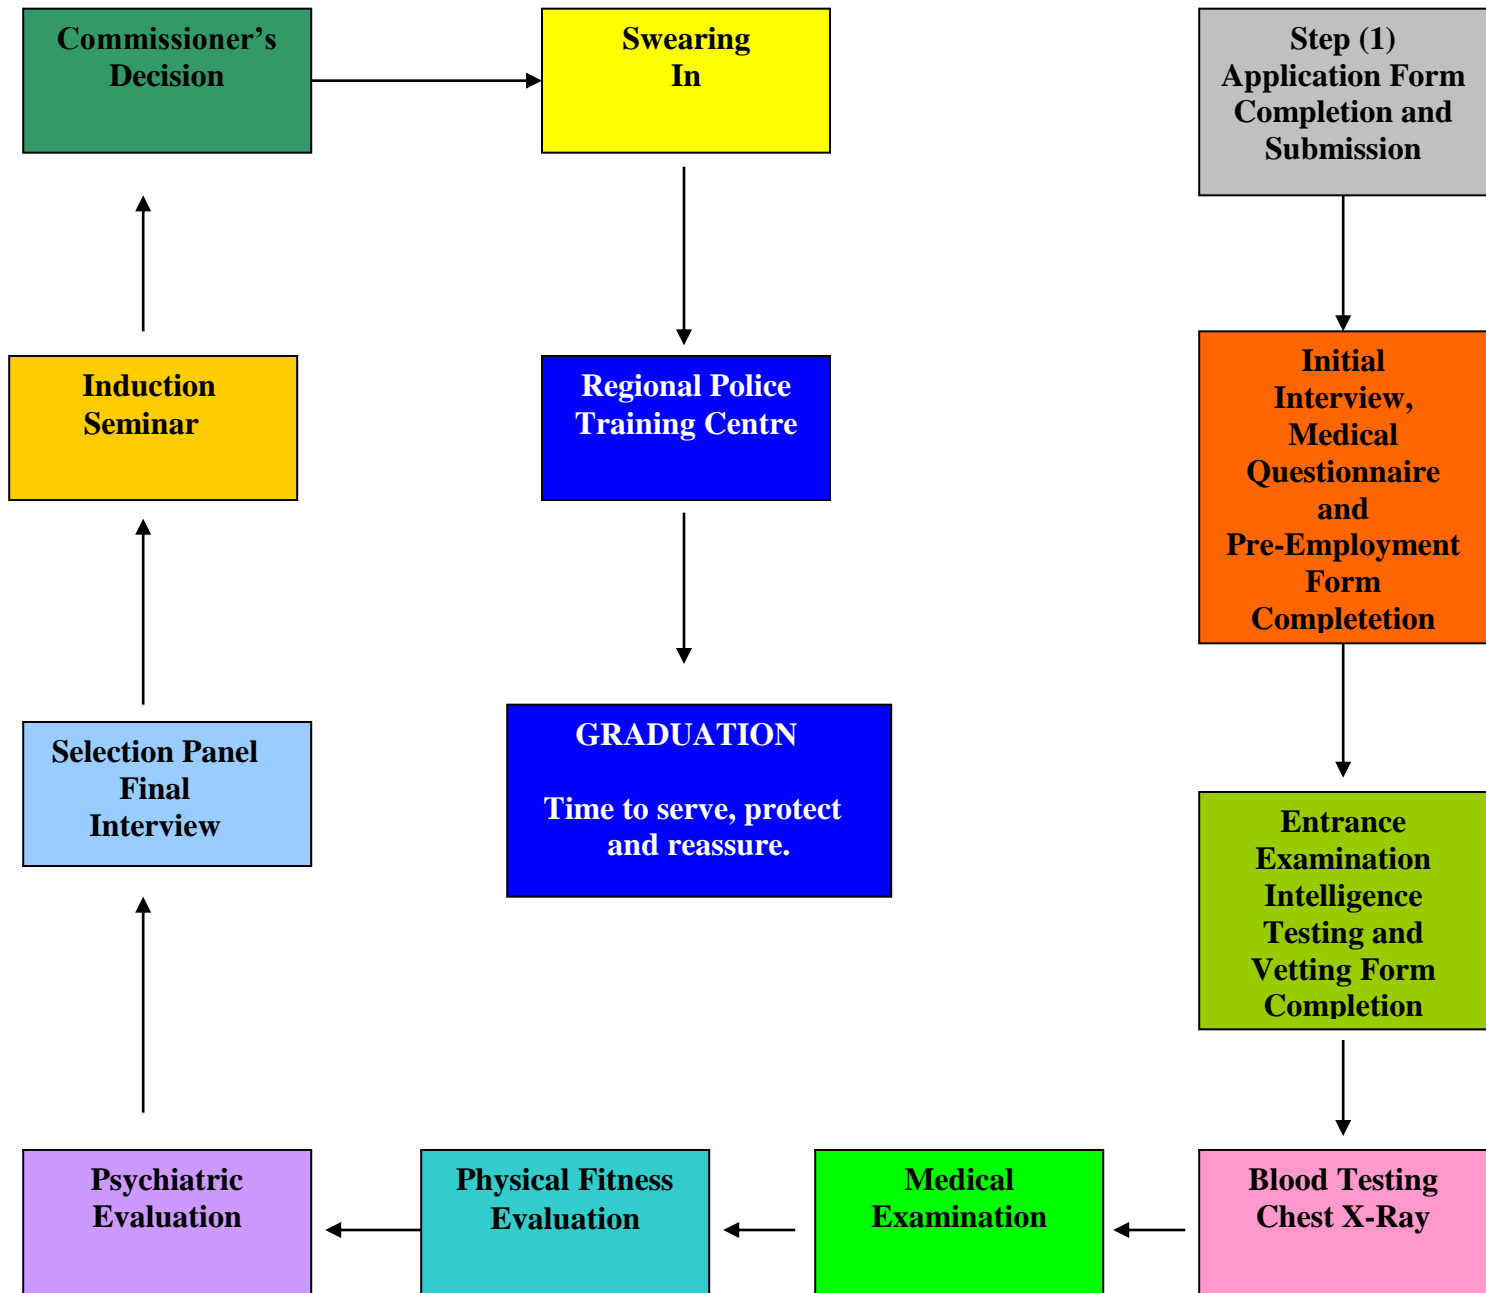 Commissioner's
Decision
Swearing
In
Step (1)
Application Form
Completion and
Submission
Induction
Seminar
Regional Police
Training Centre
Initial
Interview,
Medical
Questionnaire
and
Pre-Employment
Form
Completetion
Selection Panel
Final
Interview
GRADUATION
Time to serve, protect
and reassure.
Entrance
Examination
Intelligence
Testing and
Vetting Form
Completion
Psychiatric
Evaluation
Physical Fitness
Evaluation
Medical
Examination
Blood Testing
Chest X-Ray